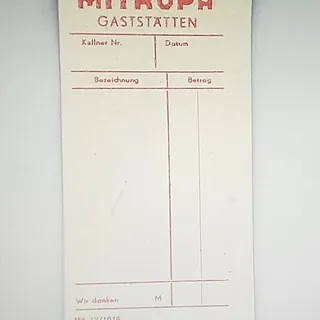 MITROPA
GASTSTÄTTEN
Kellner Nr. Datum
Bezeichnung Betrag
Wir danken M